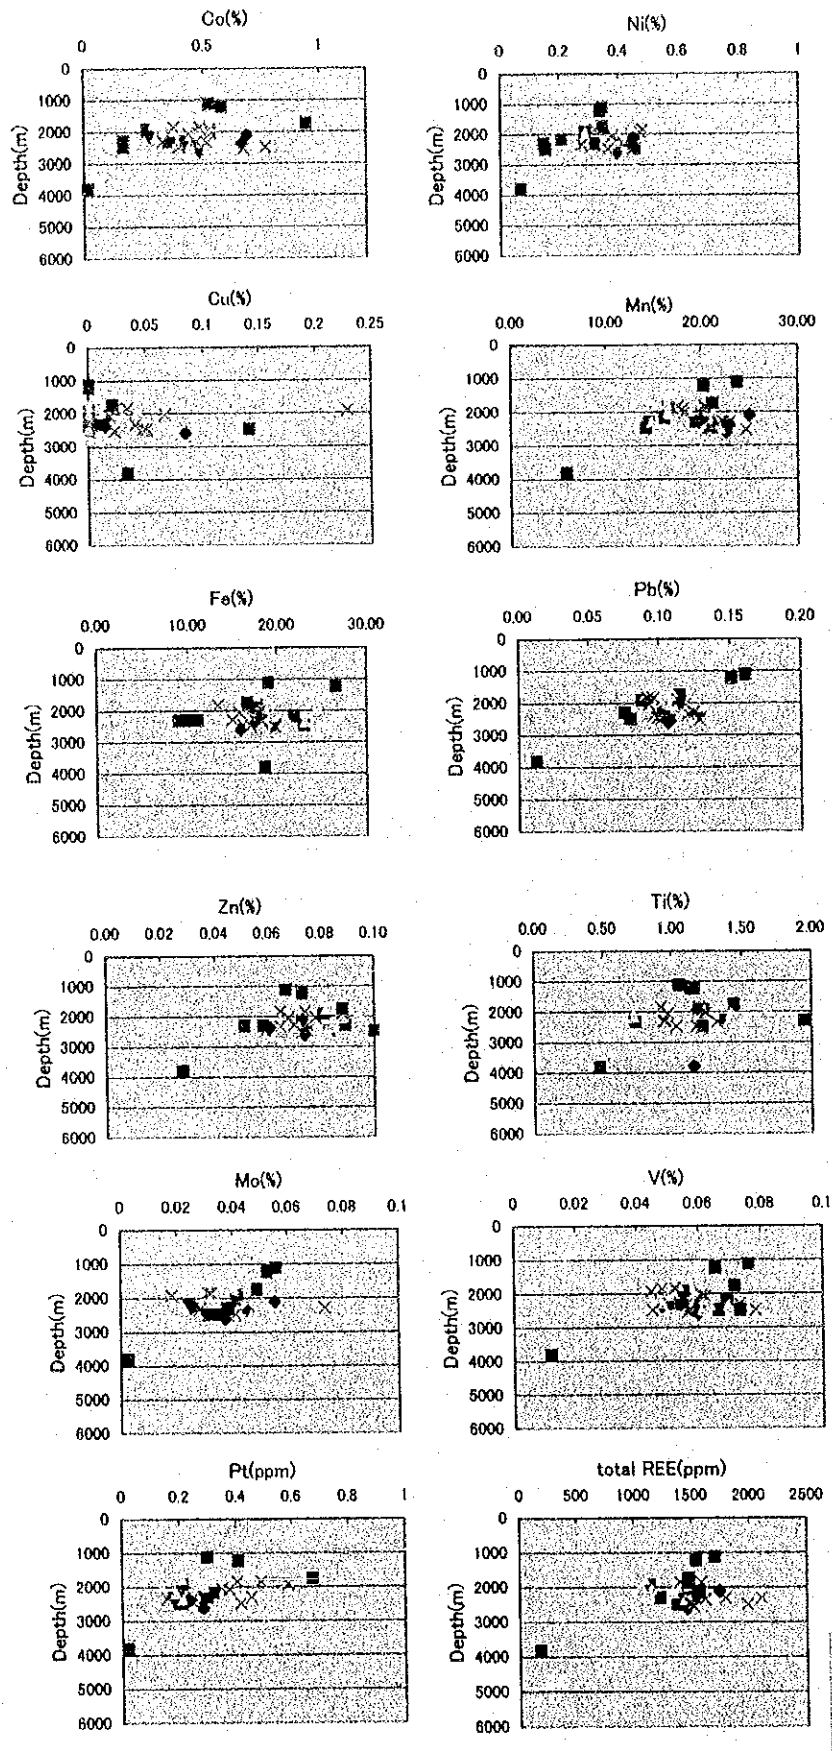 Co(%)
0 0.5 1
0
1000
2000
3000
4000
5000
6000
Depth(m)
Ni(%)
0 0.2 0.4 0.6 0.8 1
0
1000
2000
3000
4000
5000
6000
Depth(m)
Cu(%)
0 0.05 0.1 0.15 0.2 0.25
0
1000
2000
3000
4000
5000
6000
Depth(m)
Mn(%)
0.00 10.00 20.00 30.00
0
1000
2000
3000
4000
5000
6000
Depth(m)
Fe(%)
0.00 10.00 20.00 30.00
0
1000
2000
3000
4000
5000
6000
Depth(m)
Pb(%)
0.00 0.05 0.10 0.15 0.20
0
1000
2000
3000
4000
5000
6000
Depth(m)
Zn(%)
0.00 0.02 0.04 0.06 0.08 0.10
0
1000
2000
3000
4000
5000
6000
Depth(m)
Ti(%)
0.00 0.50 1.00 1.50 2.00
0
1000
2000
3000
4000
5000
6000
Depth(m)
Mo(%)
0 0.02 0.04 0.06 0.08 0.1
0
1000
2000
3000
4000
5000
6000
Depth(m)
V(%)
0 0.02 0.04 0.06 0.08 0.1
0
1000
2000
3000
4000
5000
6000
Depth(m)
Pt(ppm)
0 0.2 0.4 0.6 0.8 1
0
1000
2000
3000
4000
5000
6000
Depth(m)
total REE(ppm)
0 500 1000 1500 2000 2500
0
1000
2000
3000
4000
5000
6000
Depth(m)